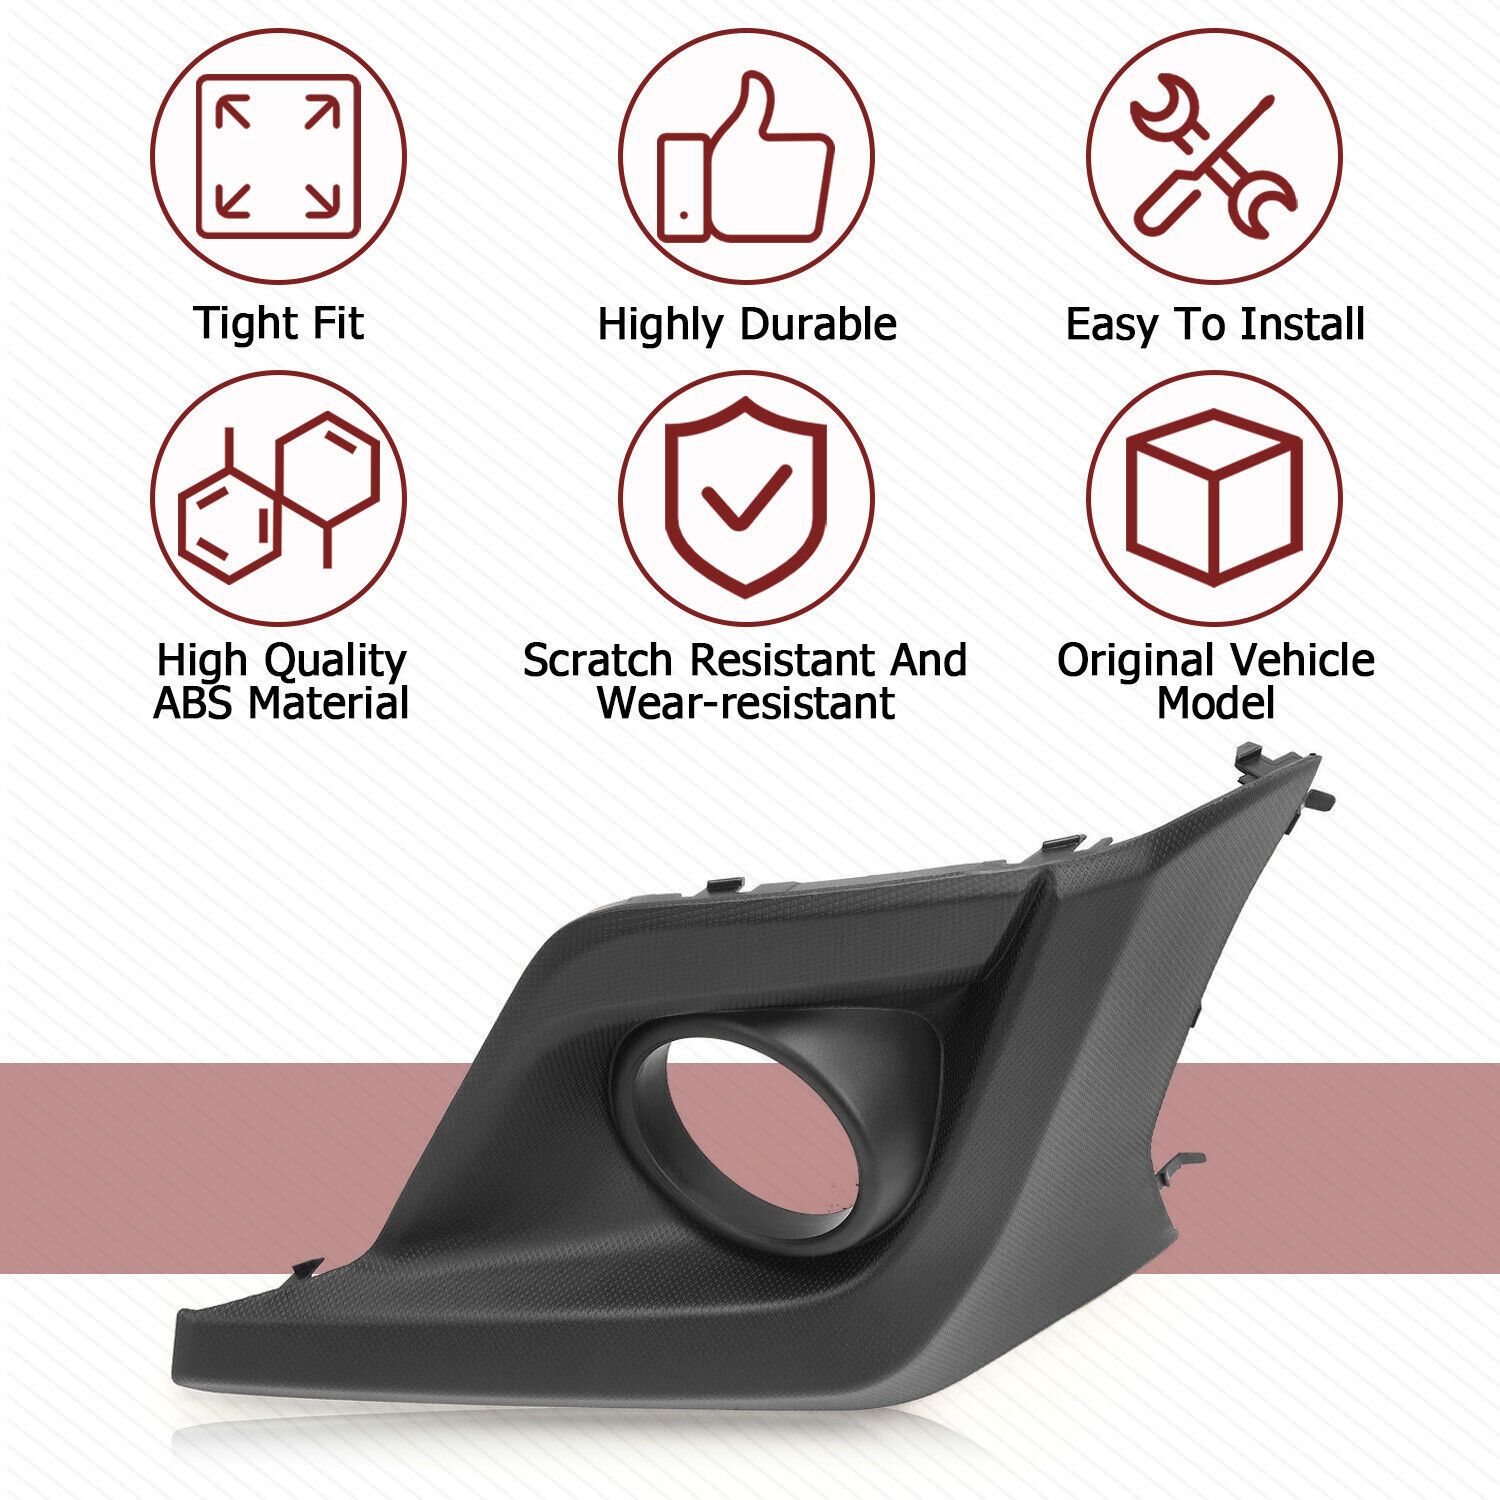 Tight Fit
Highly Durable
Easy To Install
High Quality
ABS Material
Scratch Resistant And
Wear-resistant
Original Vehicle
Model